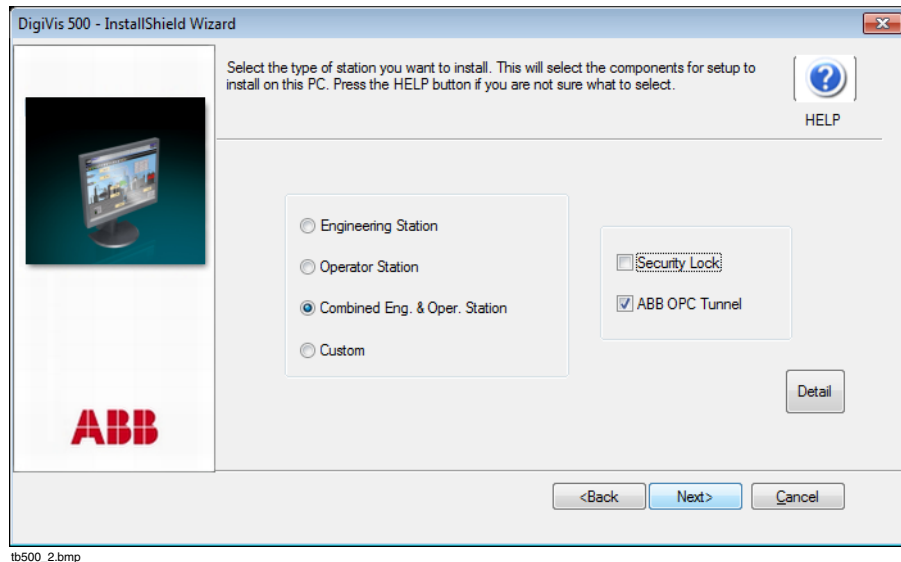 DigiVis 500 - InstallShield Wizard
Select the type of station you want to install. This will select the components for setup to
install on this PC. Press the HELP button if you are not sure what to select.
HELP
Engineering Station
Operator Station
Combined Eng. & Oper. Station
Custom
Security Lock
ABB OPC Tunnel
Detail
ABB
<Back
Next>
Cancel
tb500_2.bmp